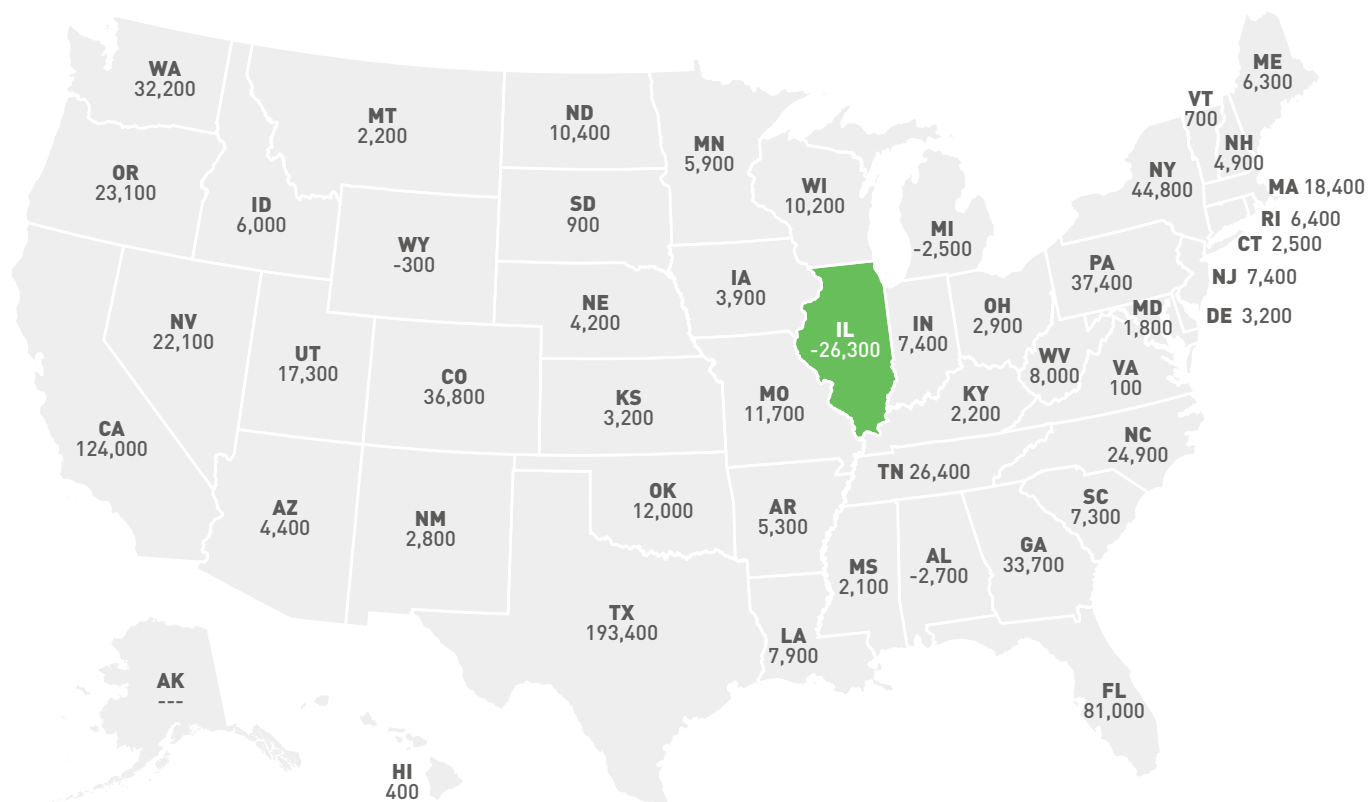 WA
32,200
MT
2,200
ND
10,400
MN
5,900
ME
6,300
VT
700
NH
4,900
OR
23,100
ID
6,000
SD
900
WI
10,200
NY
44,800
MA 18,400
RI 6,400
CT 2,500
WY
-300
MI
-2,500
PA
37,400
NJ 7,400
IA
3,900
NE
4,200
IL
-26,300
IN
7,400
OH
2,900
MD
1,800
DE 3,200
NV
22,100
UT
17,300
CO
36,800
KS
3,200
MO
11,700
KY
2,200
WV
8,000
VA
100
CA
124,000
NC
24,900
TN 26,400
AZ
4,400
NM
2,800
OK
12,000
AR
5,300
SC
7,300
MS
2,100
AL
-2,700
GA
33,700
TX
193,400
LA
7,900
FL
81,000
AK
---
HI
400